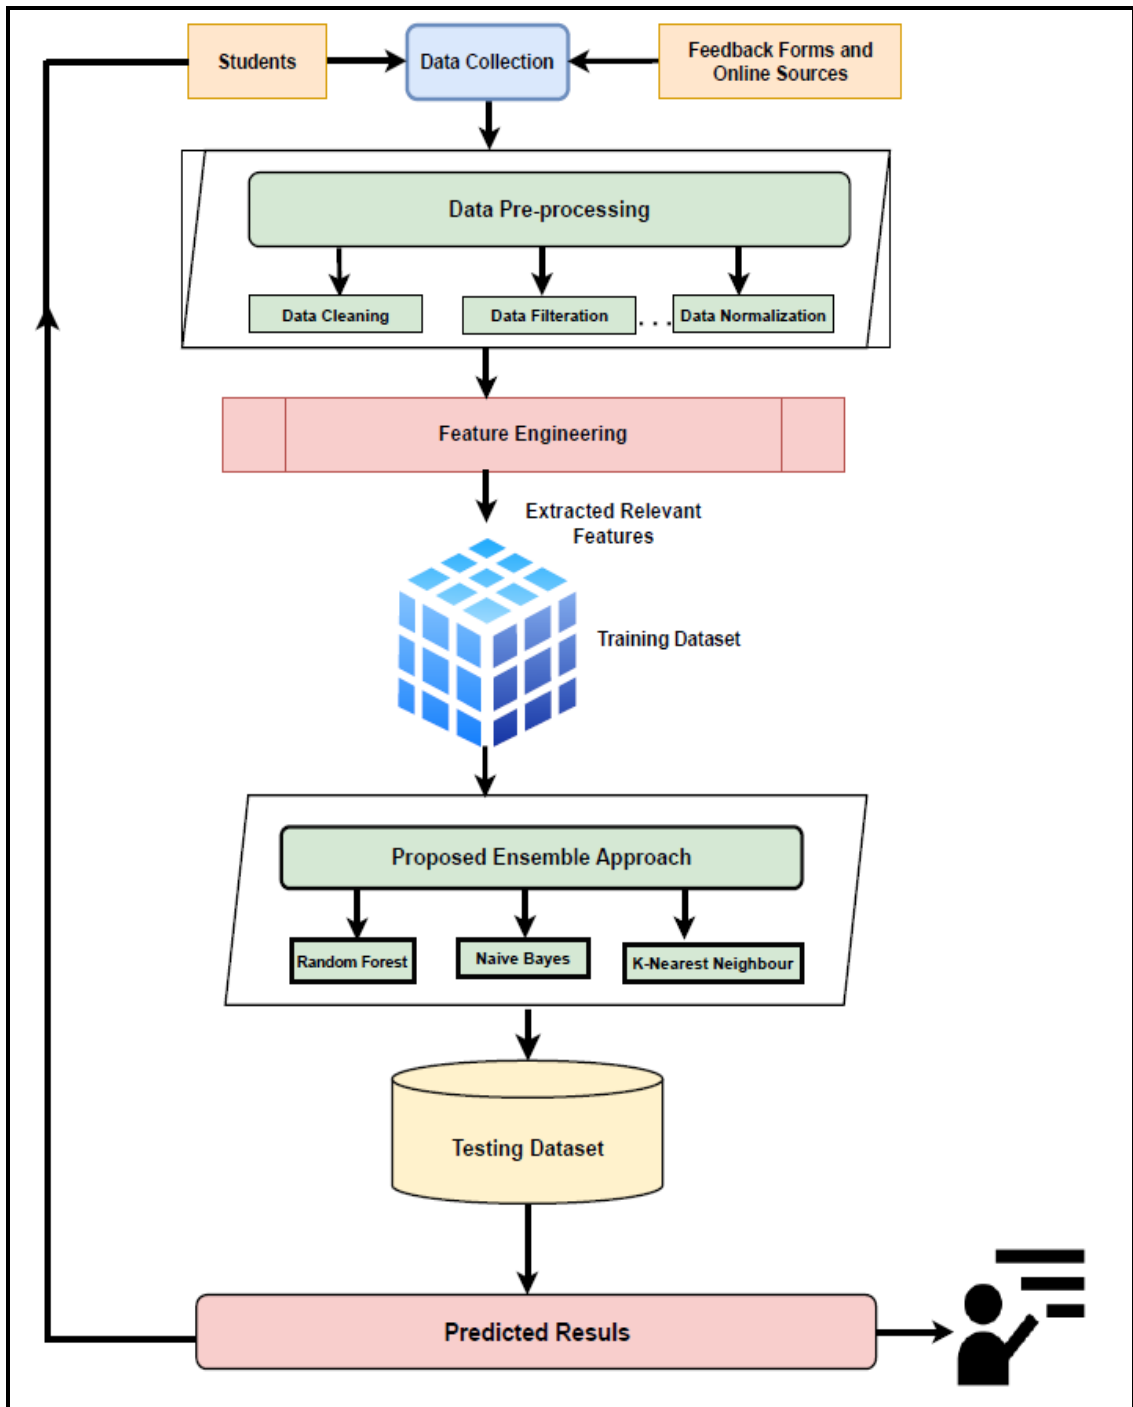 Students
Data Collection
Feedback Forms and
Online Sources
Data Pre-processing
Data Cleaning
Data Filteration
. . .
Data Normalization
Feature Engineering
Extracted Relevant
Features
Training Dataset
Proposed Ensemble Approach
Random Forest
Naive Bayes
K-Nearest Neighbour
Testing Dataset
Predicted Resuls